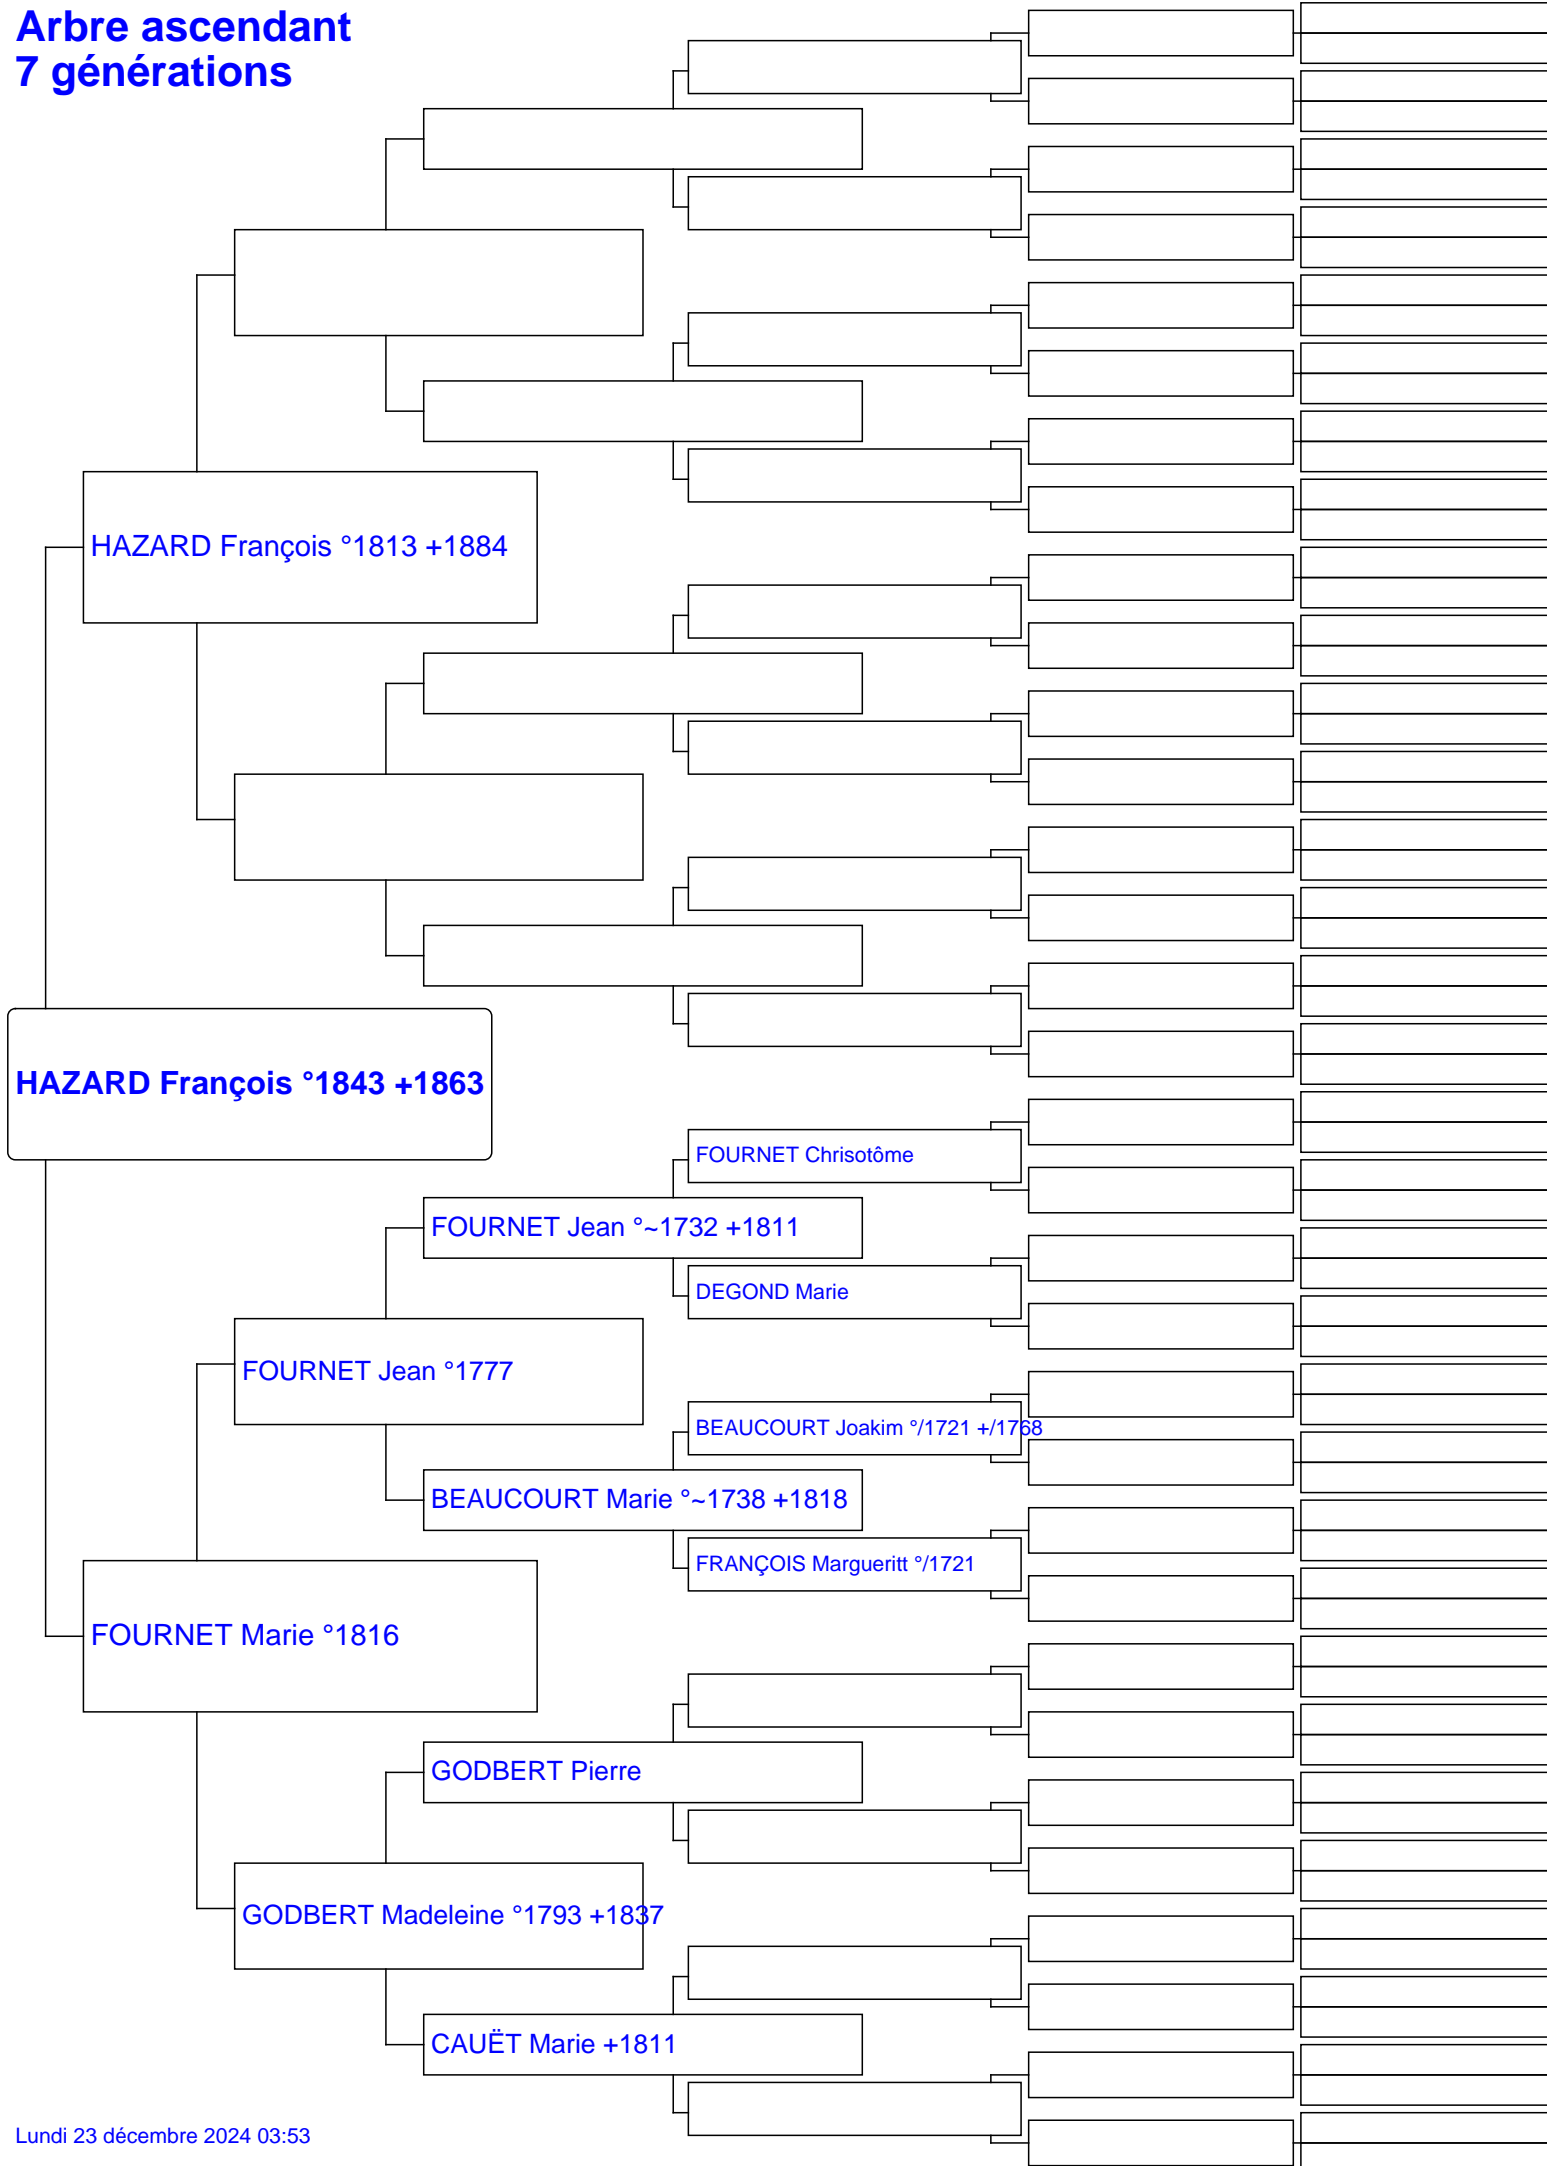 Arbre ascendant
7 générations
HAZARD François °1813 +1884
HAZARD François °1843 +1863
FOURNET Chrisotôme
FOURNET Jean °~1732 +1811
DEGOND Marie
FOURNET Jean °1777
BEAUCOURT Joakim °/1721 +/1768
BEAUCOURT Marie °~1738 +1818
FRANÇOIS Margueritt °/1721
FOURNET Marie °1816
GODBERT Pierre
GODBERT Madeleine °1793 +1837
CAUËT Marie +1811
Lundi 23 décembre 2024 03:53